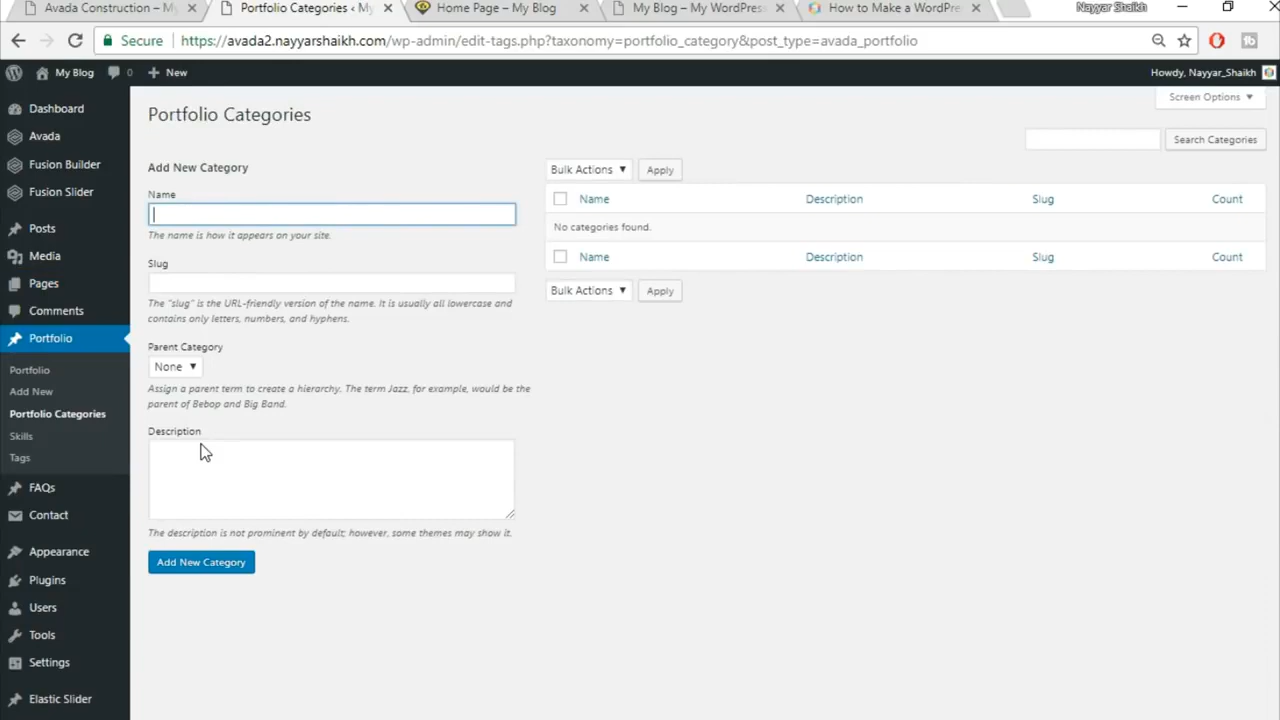 Avada Construction – My
Portfolio Categories ‹ My
Home Page – My Blog
My Blog – My WordPress
How to Make a WordPre
Nayyar Shaikh
Secure https://avada2.nayyarshaikh.com/wp-admin/edit-tags.php?taxonomy=portfolio_category&post_type=avada_portfolio
My Blog 0 New
Howdy, Nayyar_Shaikh
Dashboard
Avada
Fusion Builder
Fusion Slider
Posts
Media
Pages
Comments
Portfolio
Portfolio
Add New
Portfolio Categories
Skills
Tags
FAQs
Contact
Appearance
Plugins
Users
Tools
Settings
Elastic Slider
Screen Options ▼
Portfolio Categories
Search Categories
Add New Category
Name
The name is how it appears on your site.
Slug
The “slug” is the URL-friendly version of the name. It is usually all lowercase and
contains only letters, numbers, and hyphens.
Parent Category
None ▼
Assign a parent term to create a hierarchy. The term Jazz, for example, would be the
parent of Bebop and Big Band.
Description
The description is not prominent by default; however, some themes may show it.
Add New Category
Bulk Actions ▼ Apply
Name Description Slug Count
No categories found.
Name Description Slug Count
Bulk Actions ▼ Apply